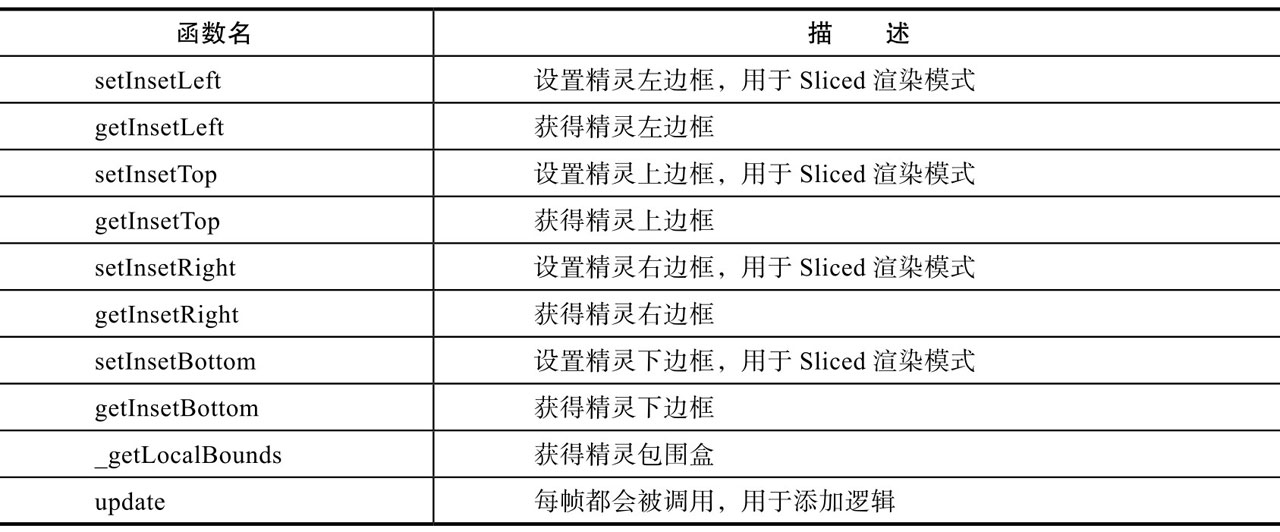 函数名 描 述
setInsetLeft 设置精灵左边框，用于 Sliced 渲染模式
getInsetLeft 获得精灵左边框
setInsetTop 设置精灵上边框，用于 Sliced 渲染模式
getInsetTop 获得精灵上边框
setInsetRight 设置精灵右边框，用于 Sliced 渲染模式
getInsetRight 获得精灵右边框
setInsetBottom 设置精灵下边框，用于 Sliced 渲染模式
getInsetBottom 获得精灵下边框
_getLocalBounds 获得精灵包围盒
update 每帧都会被调用，用于添加逻辑